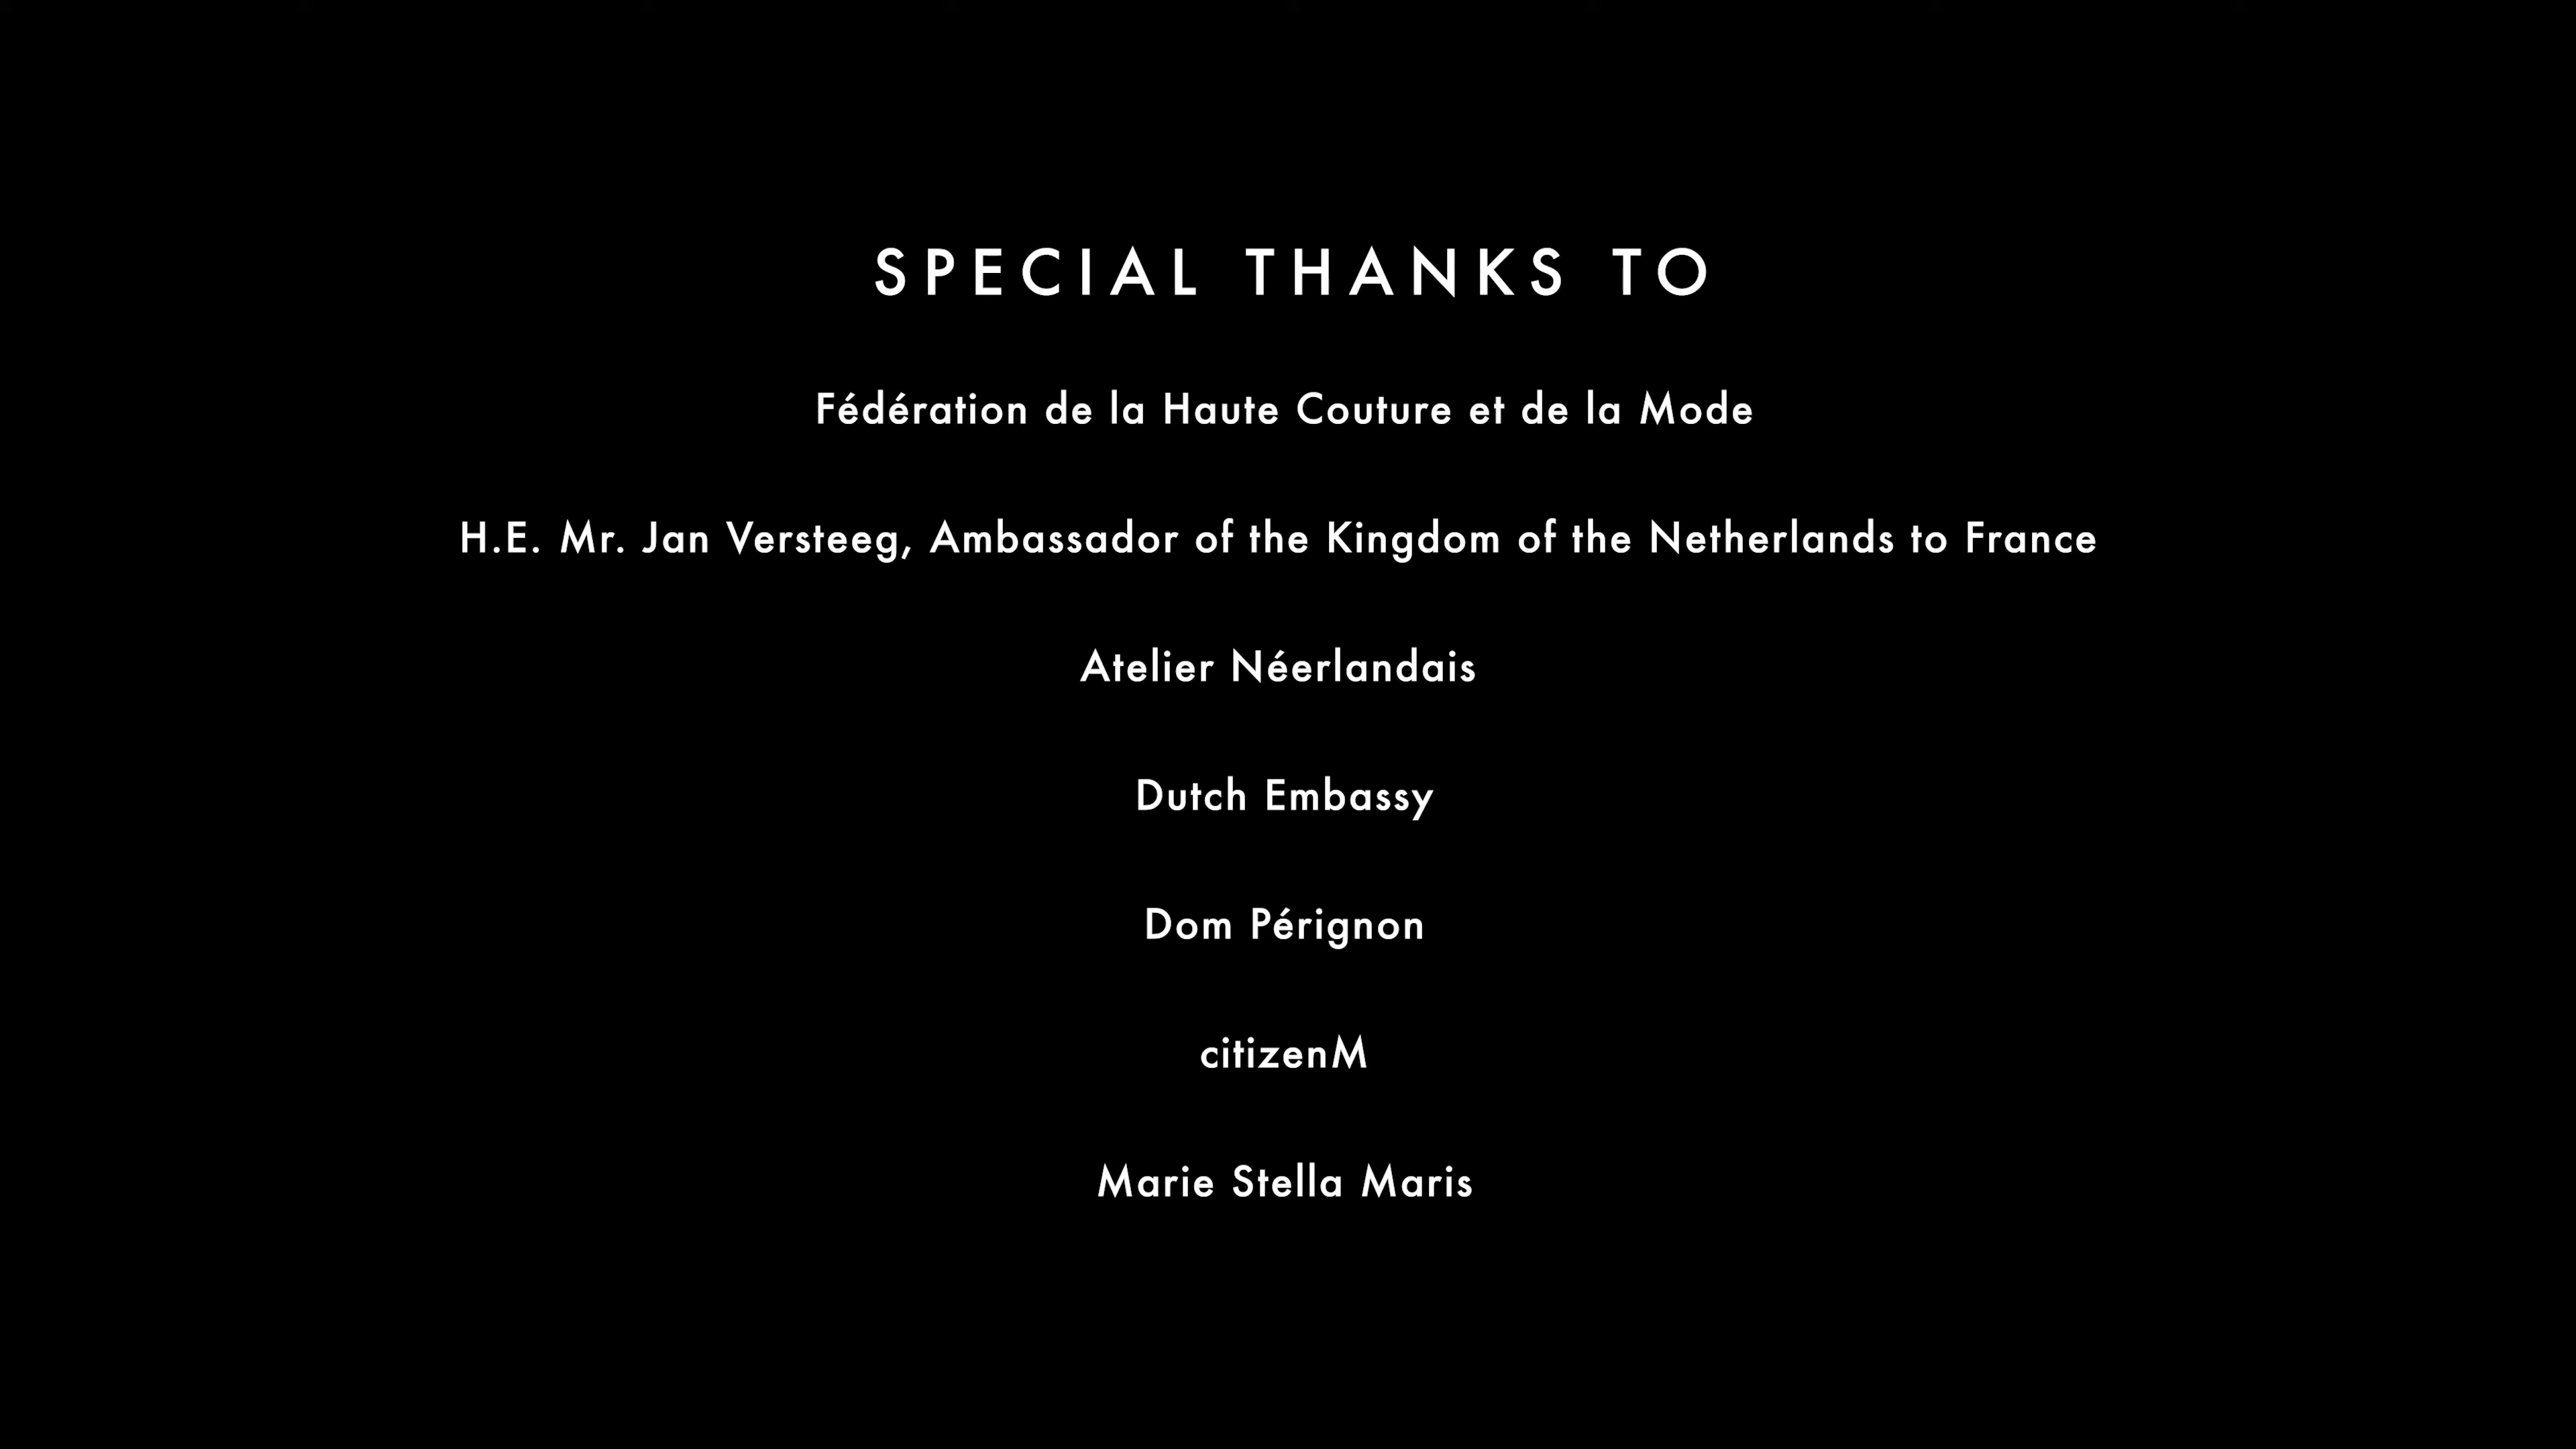 SPECIAL THANKS TO
Fédération de la Haute Couture et de la Mode
H.E. Mr. Jan Versteeg, Ambassador of the Kingdom of the Netherlands to France
Atelier Néerlandais
Dutch Embassy
Dom Pérignon
citizenM
Marie Stella Maris